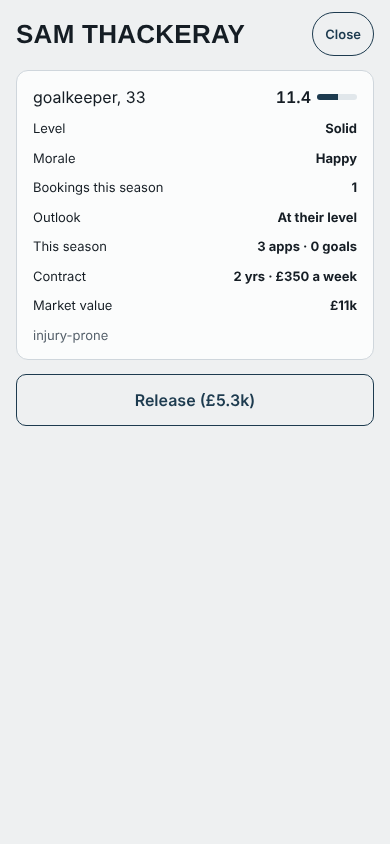 SAM THACKERAY
Close
goalkeeper, 33 11.4
Level Solid
Morale Happy
Bookings this season 1
Outlook At their level
This season 3 apps · 0 goals
Contract 2 yrs · £350 a week
Market value £11k
injury-prone
Release (£5.3k)